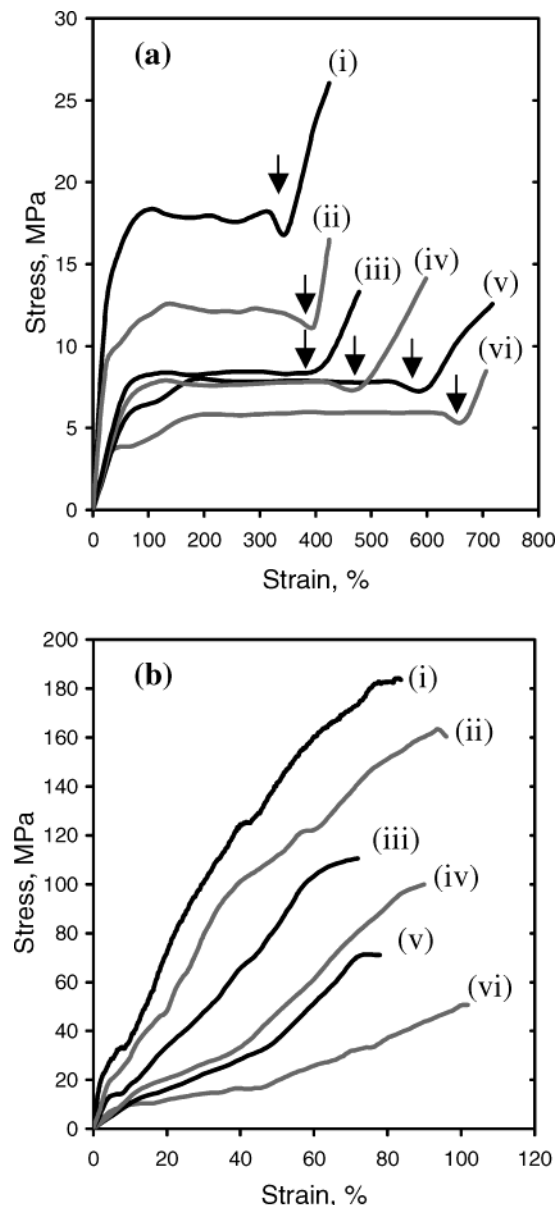 (a)
(i)
(ii)
(iii)
(iv)
(v)
(vi)
30
25
20
15
10
5
0
Stress, MPa
0 100 200 300 400 500 600 700 800
Strain, %
(b)
(i)
(ii)
(iii)
(iv)
(v)
(vi)
200
180
160
140
120
100
80
60
40
20
0
Stress, MPa
0 20 40 60 80 100 120
Strain, %